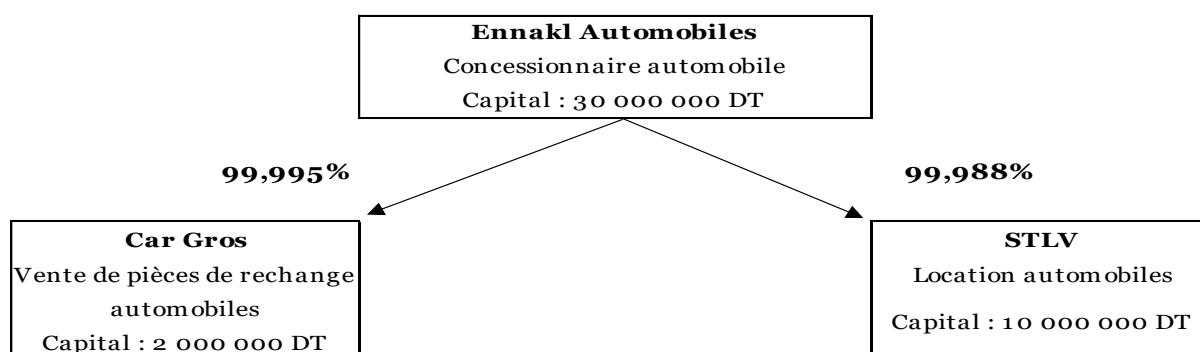 Ennakl Automobiles
Concessionnaire automobile
Capital : 30 000 000 DT
99,995%
99,988%
Car Gros
Vente de pièces de rechange
automobiles
Capital : 2 000 000 DT
STLV
Location automobiles
Capital : 10 000 000 DT